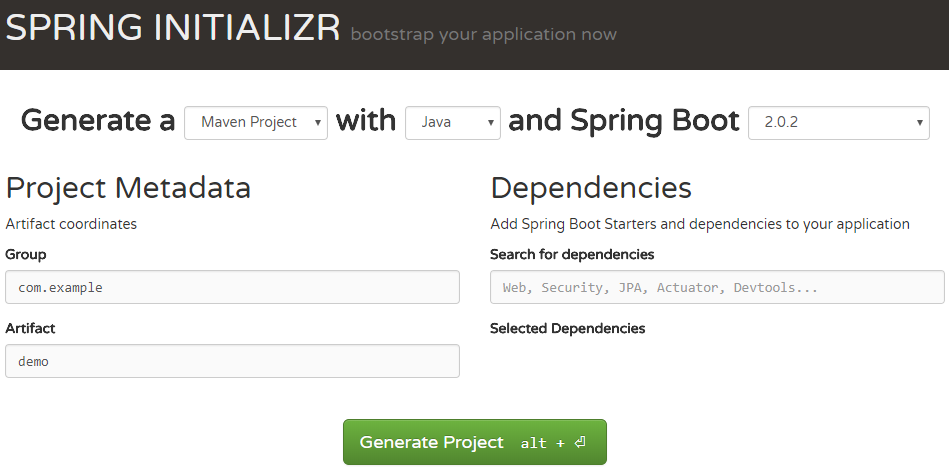 SPRING INITIALIZR bootstrap your application now
Generate a Maven Project with Java and Spring Boot 2.0.2
Project Metadata
Artifact coordinates
Group
com.example
Artifact
demo
Dependencies
Add Spring Boot Starters and dependencies to your application
Search for dependencies
Web, Security, JPA, Actuator, Devtools...
Selected Dependencies
Generate Project alt + ⏎